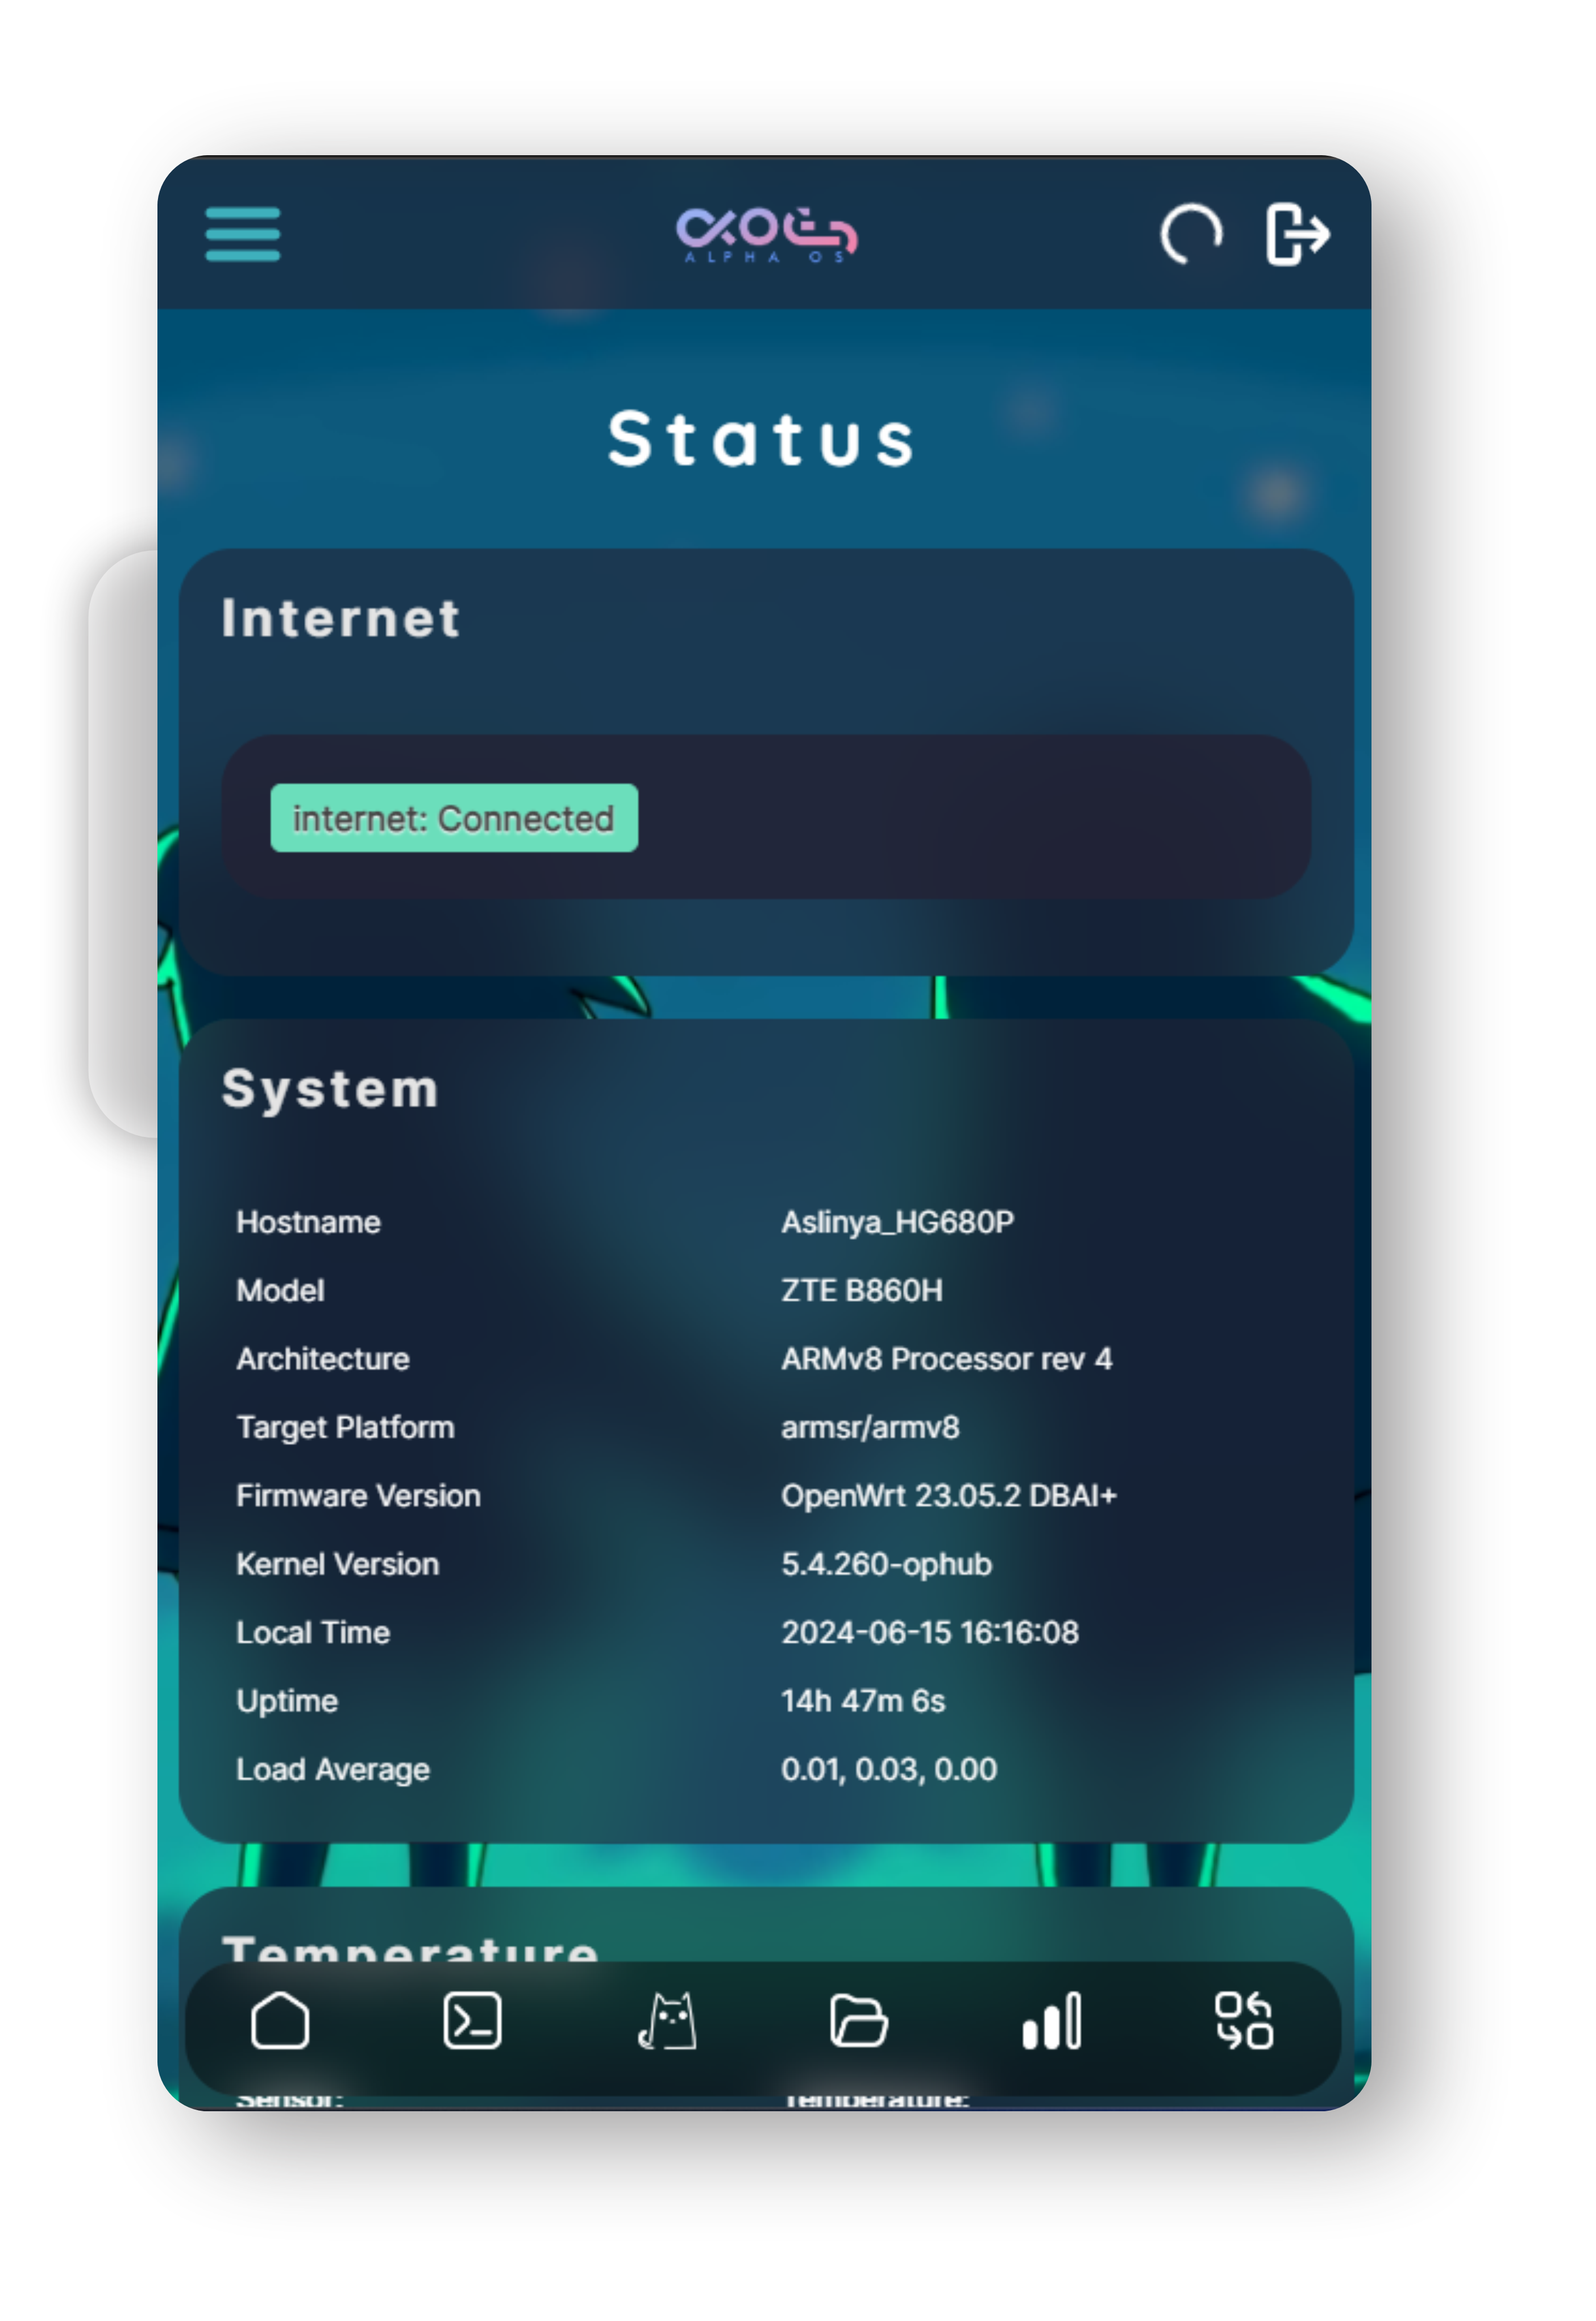 ALPHA OS
Status
Internet
internet: Connected
System
Hostname Aslinya_HG680P
Model ZTE B860H
Architecture ARMv8 Processor rev 4
Target Platform armsr/armv8
Firmware Version OpenWrt 23.05.2 DBAI+
Kernel Version 5.4.260-ophub
Local Time 2024-06-15 16:16:08
Uptime 14h 47m 6s
Load Average 0.01, 0.03, 0.00
Temperature
Sensor: Temperature: